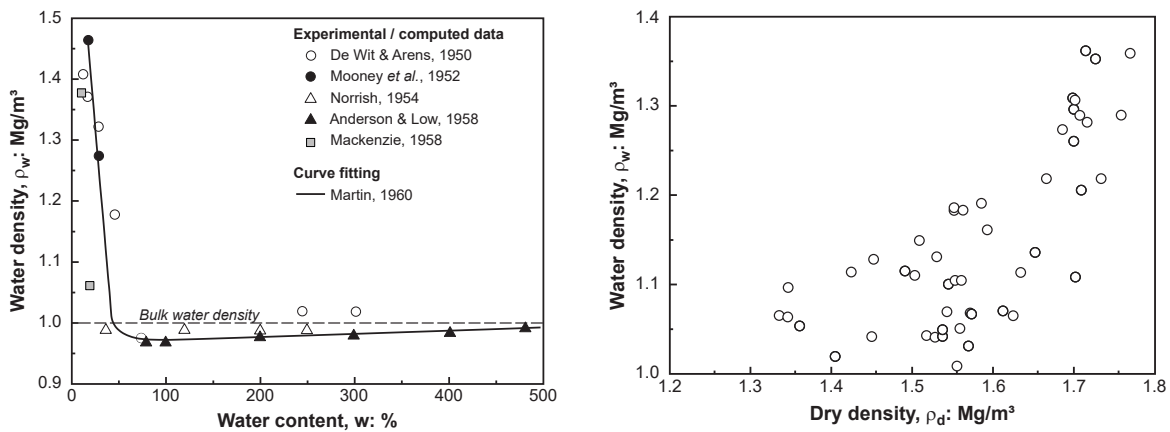 1.5
1.4
1.3
1.2
1.1
1.0
0.9
Water density, ρw: Mg/m³
Experimental / computed data
De Wit & Arens, 1950
Mooney et al., 1952
Norrish, 1954
Anderson & Low, 1958
Mackenzie, 1958
Curve fitting
Martin, 1960
Bulk water density
0 100 200 300 400 500
Water content, w: %
1.4
1.3
1.2
1.1
1.0
Water density, ρw: Mg/m³
1.2 1.3 1.4 1.5 1.6 1.7 1.8
Dry density, ρd: Mg/m³